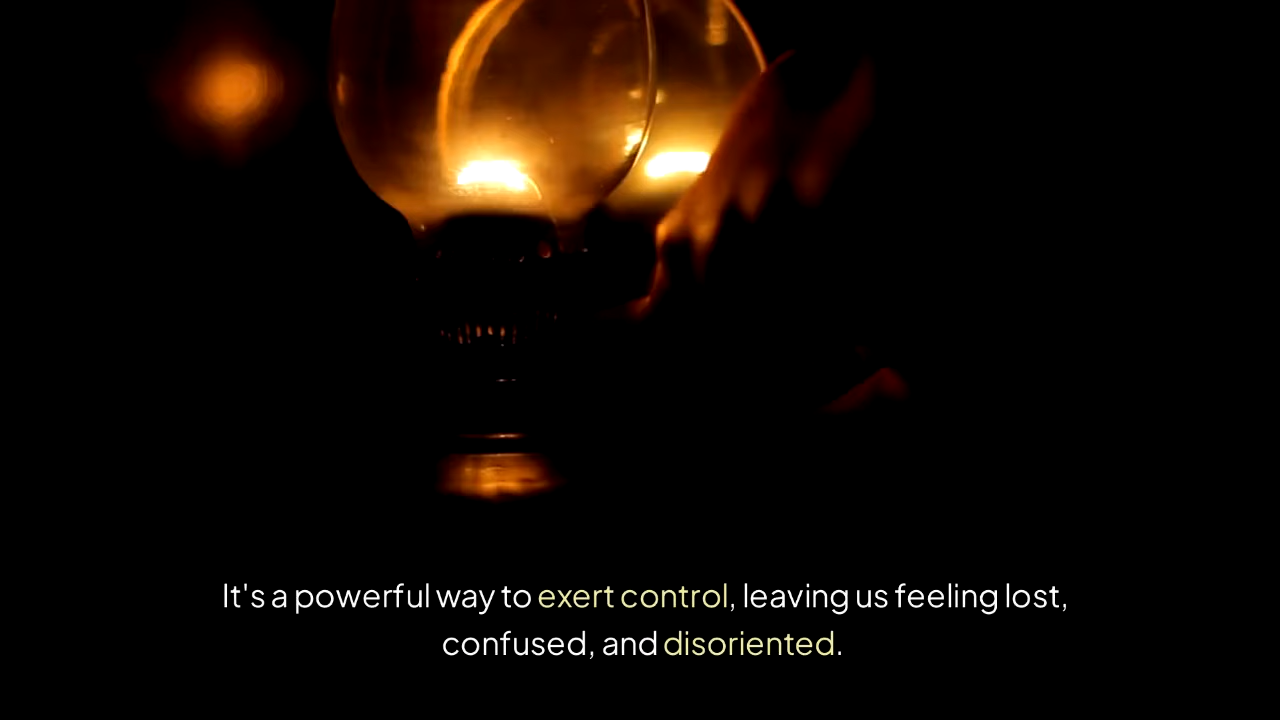 It's a powerful way to exert control, leaving us feeling lost,
confused, and disoriented.